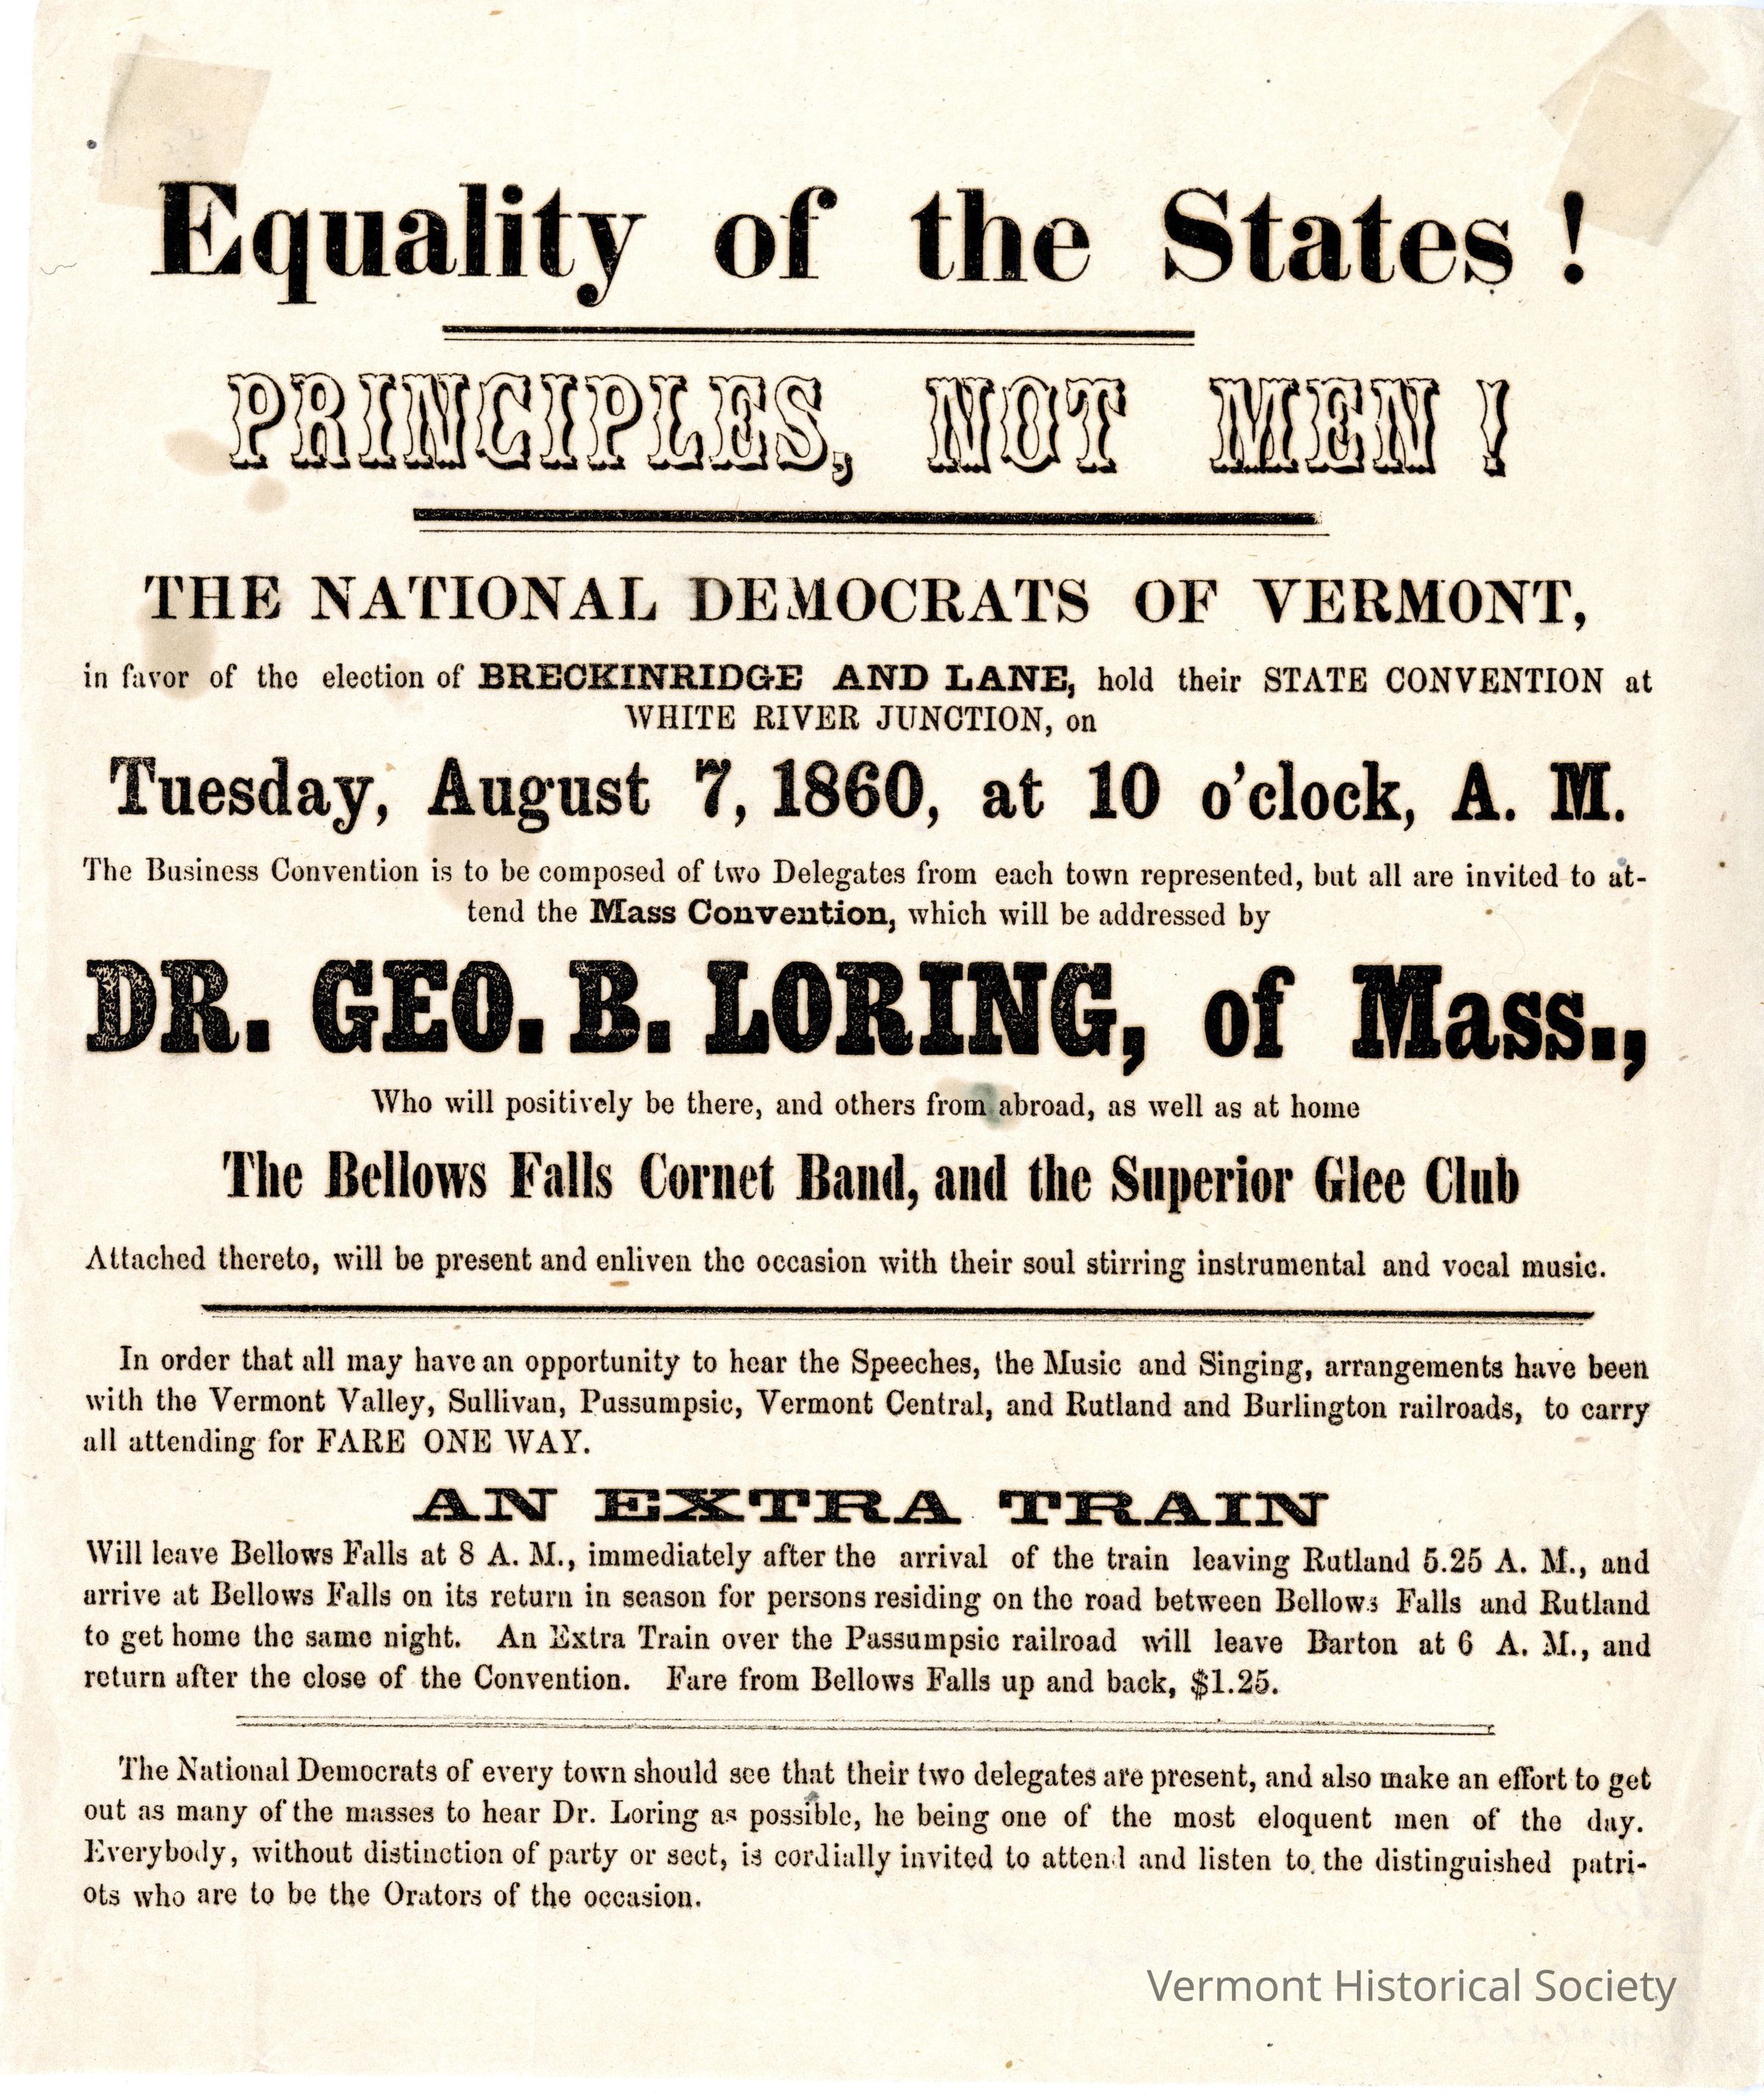 Equality of the States !
PRINCIPLES, NOT MEN !
THE NATIONAL DEMOCRATS OF VERMONT,
in favor of the election of BRECKINRIDGE AND LANE, hold their STATE CONVENTION at
WHITE RIVER JUNCTION, on
Tuesday, August 7, 1860, at 10 o'clock, A. M.
The Business Convention is to be composed of two Delegates from each town represented, but all are invited to at-
tend the Mass Convention, which will be addressed by
DR. GEO. B. LORING, of Mass.,
Who will positively be there, and others from abroad, as well as at home
The Bellows Falls Cornet Band, and the Superior Glee Club
Attached thereto, will be present and enliven the occasion with their soul stirring instrumental and vocal music.
In order that all may have an opportunity to hear the Speeches, the Music and Singing, arrangements have been
with the Vermont Valley, Sullivan, Pussumpsic, Vermont Central, and Rutland and Burlington railroads, to carry
all attending for FARE ONE WAY.
AN EXTRA TRAIN
Will leave Bellows Falls at 8 A. M., immediately after the arrival of the train leaving Rutland 5.25 A. M., and
arrive at Bellows Falls on its return in season for persons residing on the road between Bellows Falls and Rutland
to get home the same night. An Extra Train over the Passumpsic railroad will leave Barton at 6 A. M., and
return after the close of the Convention. Fare from Bellows Falls up and back, $1.25.
The National Democrats of every town should see that their two delegates are present, and also make an effort to get
out as many of the masses to hear Dr. Loring as possible, he being one of the most eloquent men of the day.
Everybody, without distinction of party or sect, is cordially invited to attend and listen to the distinguished patri-
ots who are to be the Orators of the occasion.
Vermont Historical Society